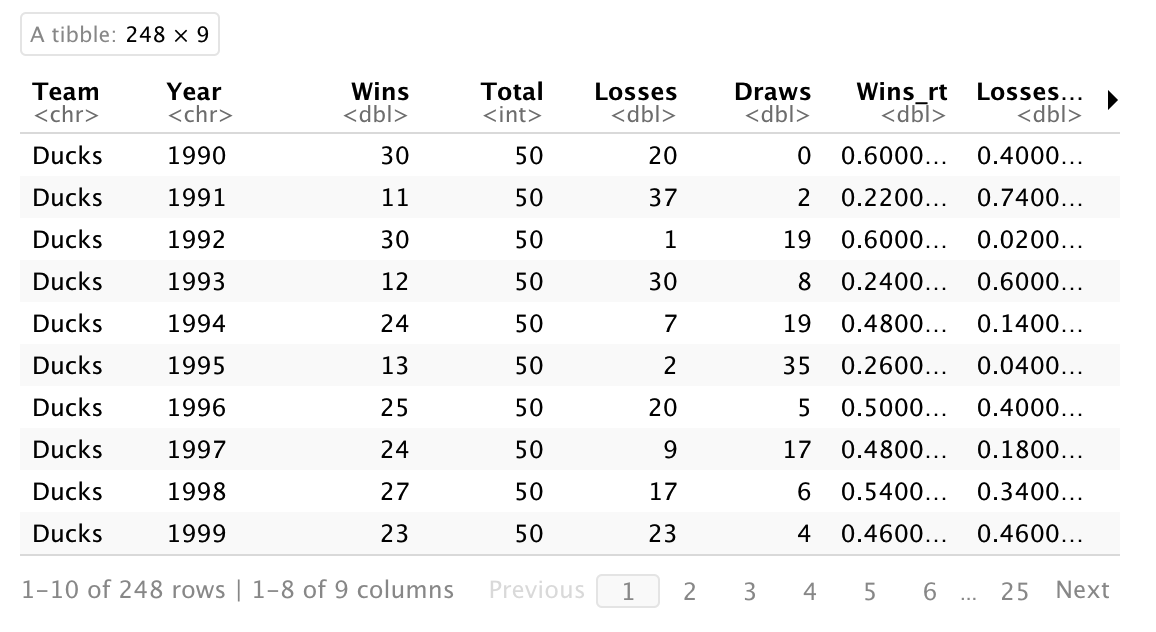 A tibble: 248 × 9
Team Year Wins Total Losses Draws Wins_rt Losses…
<chr> <chr> <dbl> <int> <dbl> <dbl> <dbl> <dbl>
Ducks 1990 30 50 20 0 0.6000… 0.4000…
Ducks 1991 11 50 37 2 0.2200… 0.7400…
Ducks 1992 30 50 1 19 0.6000… 0.0200…
Ducks 1993 12 50 30 8 0.2400… 0.6000…
Ducks 1994 24 50 7 19 0.4800… 0.1400…
Ducks 1995 13 50 2 35 0.2600… 0.0400…
Ducks 1996 25 50 20 5 0.5000… 0.4000…
Ducks 1997 24 50 9 17 0.4800… 0.1800…
Ducks 1998 27 50 17 6 0.5400… 0.3400…
Ducks 1999 23 50 23 4 0.4600… 0.4600…
1–10 of 248 rows | 1–8 of 9 columns Previous 1 2 3 4 5 6 … 25 Next